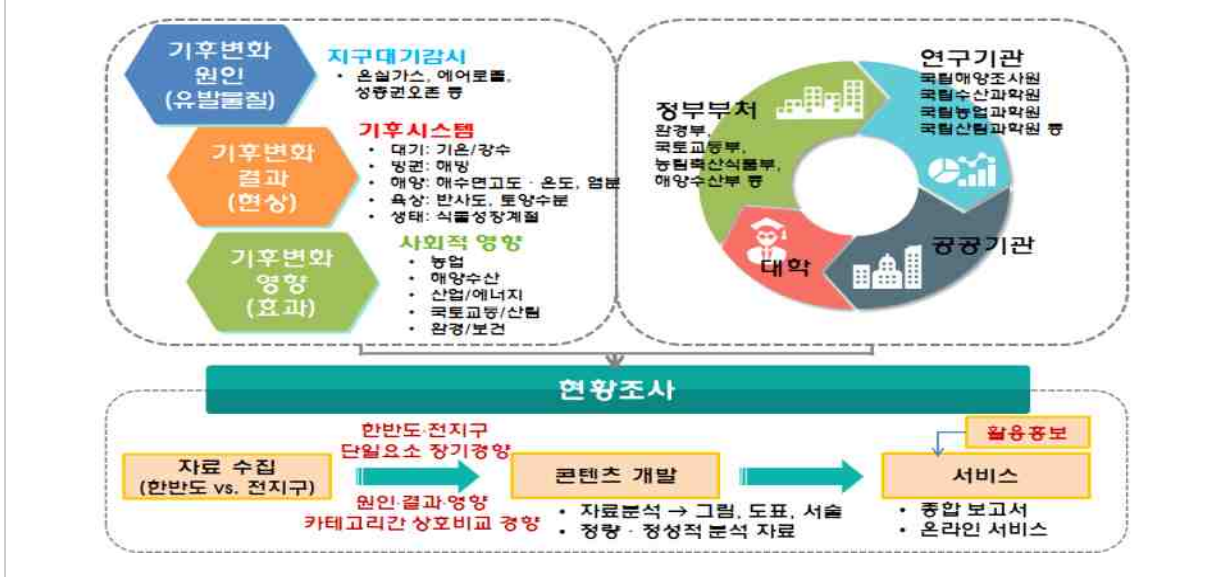 기후변화
원인
(유발물질)
지구대기감시
• 온실가스, 에어로졸,
성층권오존 등
기후변화
결과
(현상)
기후시스템
• 대기: 기온/강수
• 빙권: 해빙
• 해양: 해수면고도 · 온도, 염분
• 육상: 반사도, 토양수분
• 생태: 식물성장계절
기후변화
영향
(효과)
사회적 영향
• 농업
• 해양수산
• 산업/에너지
• 국토교통/산림
• 환경/보건
정부부처
환경부,
국토교통부,
농림축산식품부,
해양수산부 등
연구기관
국립해양조사원
국립수산과학원
국립농업과학원
국립산림과학원 등
대학
공공기관
현황조사
자료 수집
(한반도 vs. 전지구)
한반도·전지구
단일요소 장기경향
원인·결과·영향
카테고리간 상호비교 경향
콘텐츠 개발
• 자료분석 → 그림, 도표, 서술
• 정량 · 정성적 분석 자료
활용홍보
서비스
• 종합 보고서
• 온라인 서비스